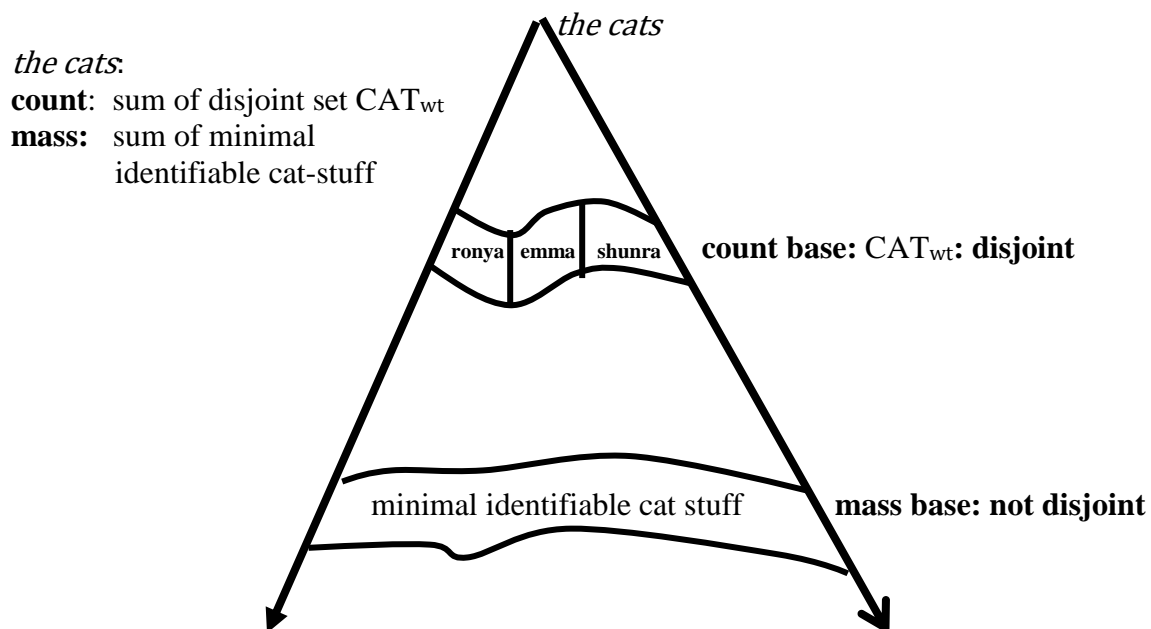 the cats
the cats:
count: sum of disjoint set CATwt
mass: sum of minimal
identifiable cat-stuff
ronya emma shunra
count base: CATwt: disjoint
minimal identifiable cat stuff
mass base: not disjoint